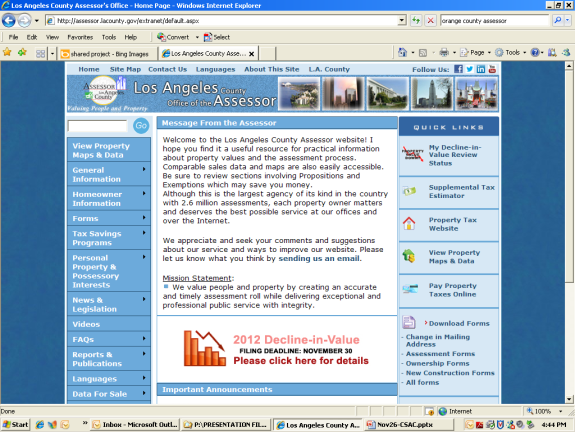 Los Angeles County Assessor's Office - Home Page - Windows Internet Explorer
http://assessor.lacounty.gov/extranet/default.aspx
orange county assessor
File Edit View Favorites Tools Help
Convert
Select
shared project - Bing Images
Los Angeles County Asse...
Page
Tools
Home Site Map Contact Us Languages About This Site L.A. County
Follow Us:
ASSESSOR
Los Angeles
County
Valuing People and Property
Los Angeles County
Office of the Assessor
Go
View Property
Maps & Data
General
Information
Homeowner
Information
Forms
Tax Savings
Programs
Personal
Property &
Possessory
Interests
News &
Legislation
Videos
FAQs
Reports &
Publications
Languages
Data For Sale
Message From the Assessor
Welcome to the Los Angeles County Assessor website! I
hope you find it a useful resource for practical information
about property values and the assessment process.
Comparable sales data and maps are also easily accessible.
Be sure to review sections involving Propositions and
Exemptions which may save you money.
Although this is the largest agency of its kind in the country
with 2.6 million assessments, each property owner matters
and deserves the best possible service at our offices and
over the Internet.
We appreciate and seek your comments and suggestions
about our service and ways to improve our website. Please
let us know what you think by sending us an email.
Mission Statement:
We value people and property by creating an accurate
and timely assessment roll while delivering exceptional and
professional public service with integrity.
2012 Decline-in-Value
FILING DEADLINE: NOVEMBER 30
Please click here for details
Important Announcements
QUICK LINKS
My Decline-in-
Value Review
Status
Supplemental Tax
Estimator
Property Tax
Website
View Property
Maps & Data
Pay Property
Taxes Online
Download Forms
- Change in Mailing
Address
- Assessment Forms
- Ownership Forms
- New Construction Forms
- All forms
Done
Internet
100%
Start
Inbox - Microsoft Outl...
P:\PRESENTATION FIL...
Los Angeles County A...
Nov26-CSAC.pptx
4:44 PM